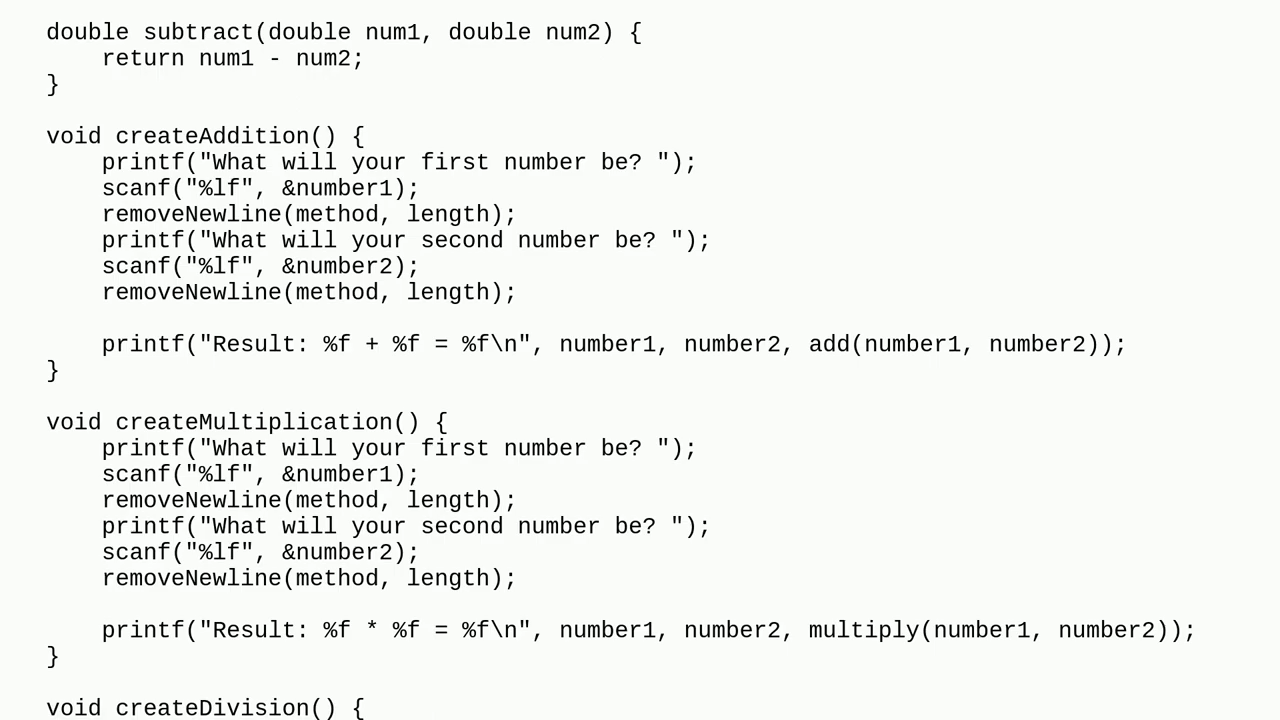 double subtract(double num1, double num2) {
    return num1 - num2;
}

void createAddition() {
    printf("What will your first number be? ");
    scanf("%lf", &number1);
    removeNewline(method, length);
    printf("What will your second number be? ");
    scanf("%lf", &number2);
    removeNewline(method, length);

    printf("Result: %f + %f = %f\n", number1, number2, add(number1, number2));
}

void createMultiplication() {
    printf("What will your first number be? ");
    scanf("%lf", &number1);
    removeNewline(method, length);
    printf("What will your second number be? ");
    scanf("%lf", &number2);
    removeNewline(method, length);

    printf("Result: %f * %f = %f\n", number1, number2, multiply(number1, number2));
}

void createDivision() {